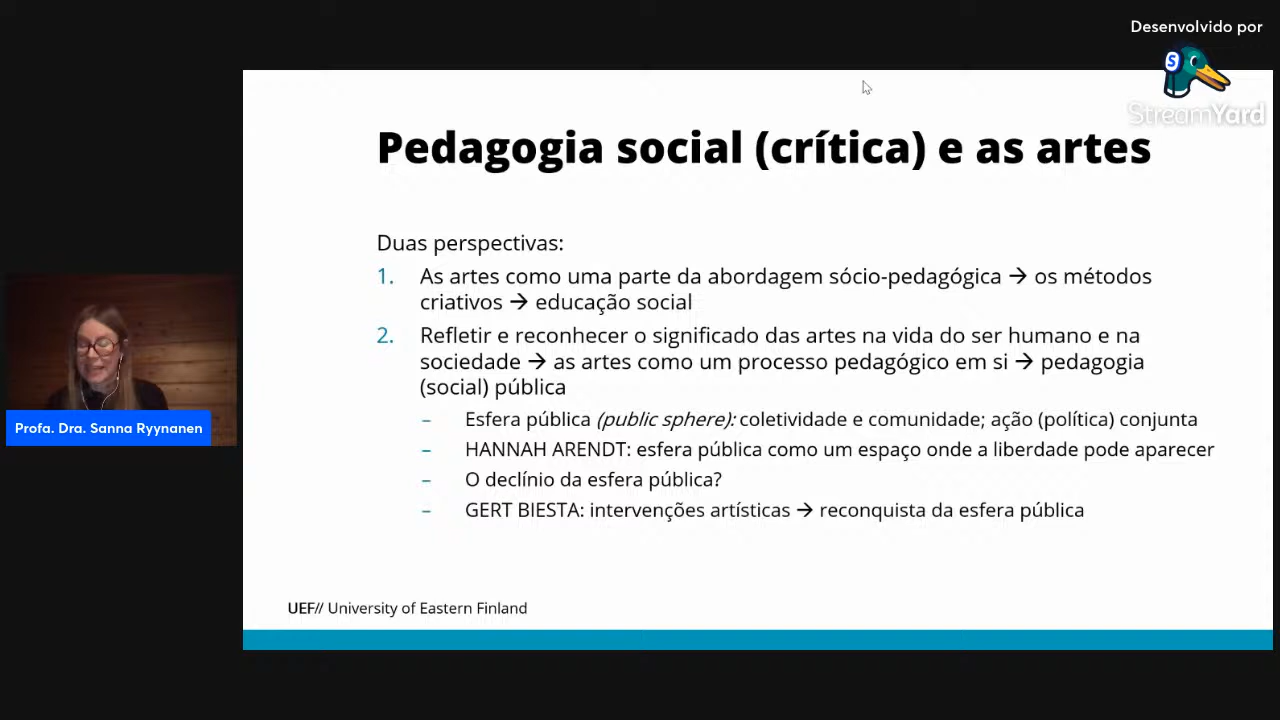 Desenvolvido por
S
StreamYard
Pedagogia social (crítica) e as artes
Duas perspectivas:
1. As artes como uma parte da abordagem sócio-pedagógica → os métodos
criativos → educação social
2. Refletir e reconhecer o significado das artes na vida do ser humano e na
sociedade → as artes como um processo pedagógico em si → pedagogia
(social) pública
– Esfera pública (public sphere): coletividade e comunidade; ação (política) conjunta
– HANNAH ARENDT: esfera pública como um espaço onde a liberdade pode aparecer
– O declínio da esfera pública?
– GERT BIESTA: intervenções artísticas → reconquista da esfera pública
Profa. Dra. Sanna Ryynanen
UEF// University of Eastern Finland